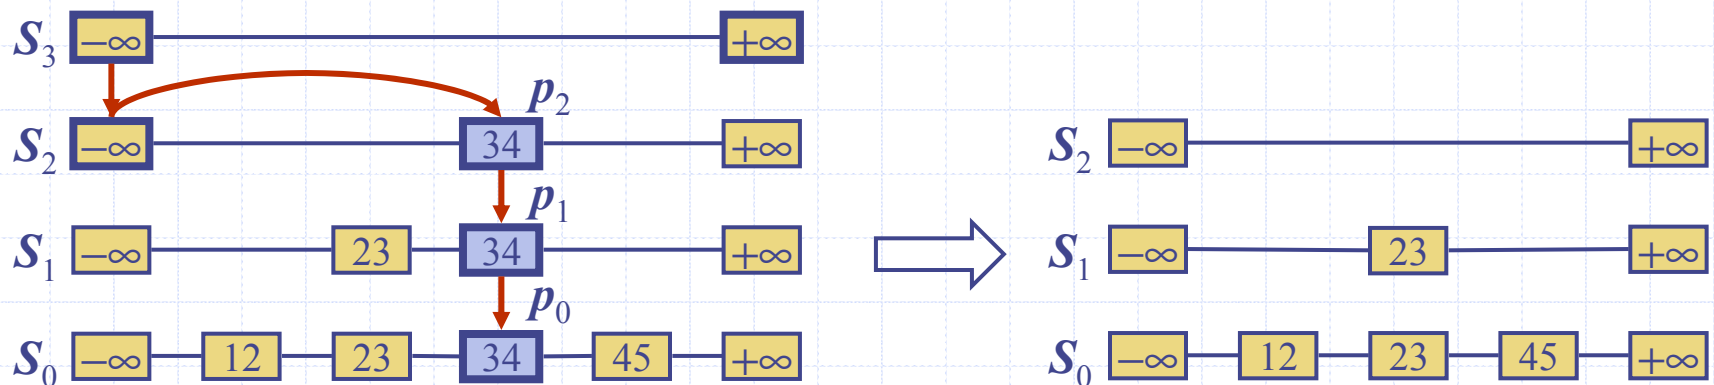 S3 −∞ +∞
p2
S2 −∞ 34 +∞ S2 −∞ +∞
p1
S1 −∞ 23 34 +∞ S1 −∞ 23 +∞
p0
S0 −∞ 12 23 34 45 +∞ S0 −∞ 12 23 45 +∞